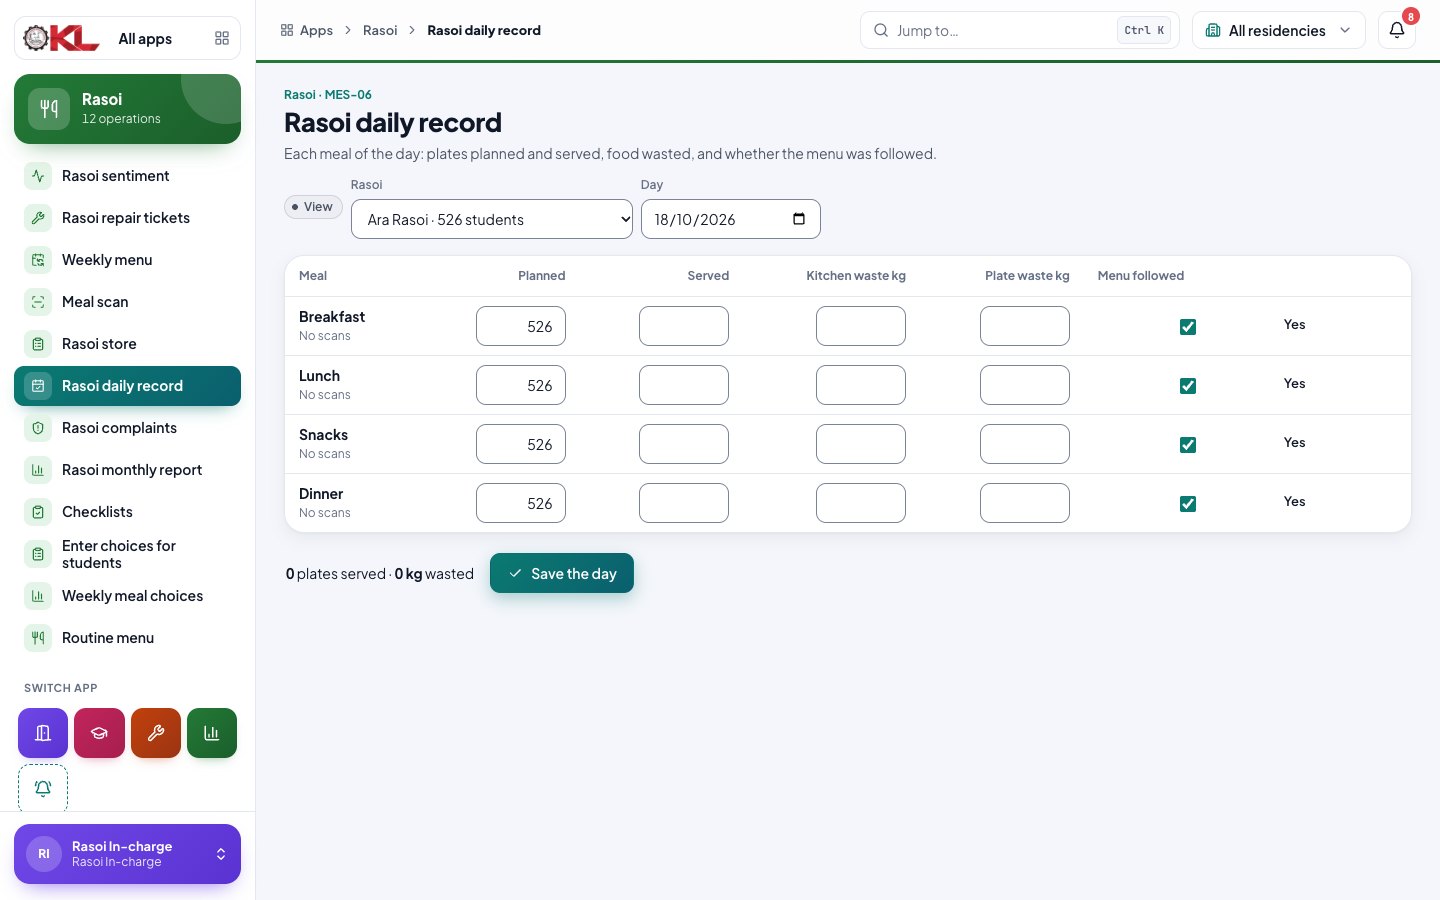 KL All apps
Apps > Rasoi > Rasoi daily record
Jump to... Ctrl K
All residencies
8
Rasoi
12 operations
Rasoi sentiment
Rasoi repair tickets
Weekly menu
Meal scan
Rasoi store
Rasoi daily record
Rasoi complaints
Rasoi monthly report
Checklists
Enter choices for
students
Weekly meal choices
Routine menu
SWITCH APP
RI Rasoi In-charge
Rasoi In-charge
Rasoi · MES-06
Rasoi daily record
Each meal of the day: plates planned and served, food wasted, and whether the menu was followed.
Rasoi Day
View Ara Rasoi · 526 students 18/10/2026
Meal Planned Served Kitchen waste kg Plate waste kg Menu followed
Breakfast 526 Yes
No scans
Lunch 526 Yes
No scans
Snacks 526 Yes
No scans
Dinner 526 Yes
No scans
0 plates served · 0 kg wasted Save the day